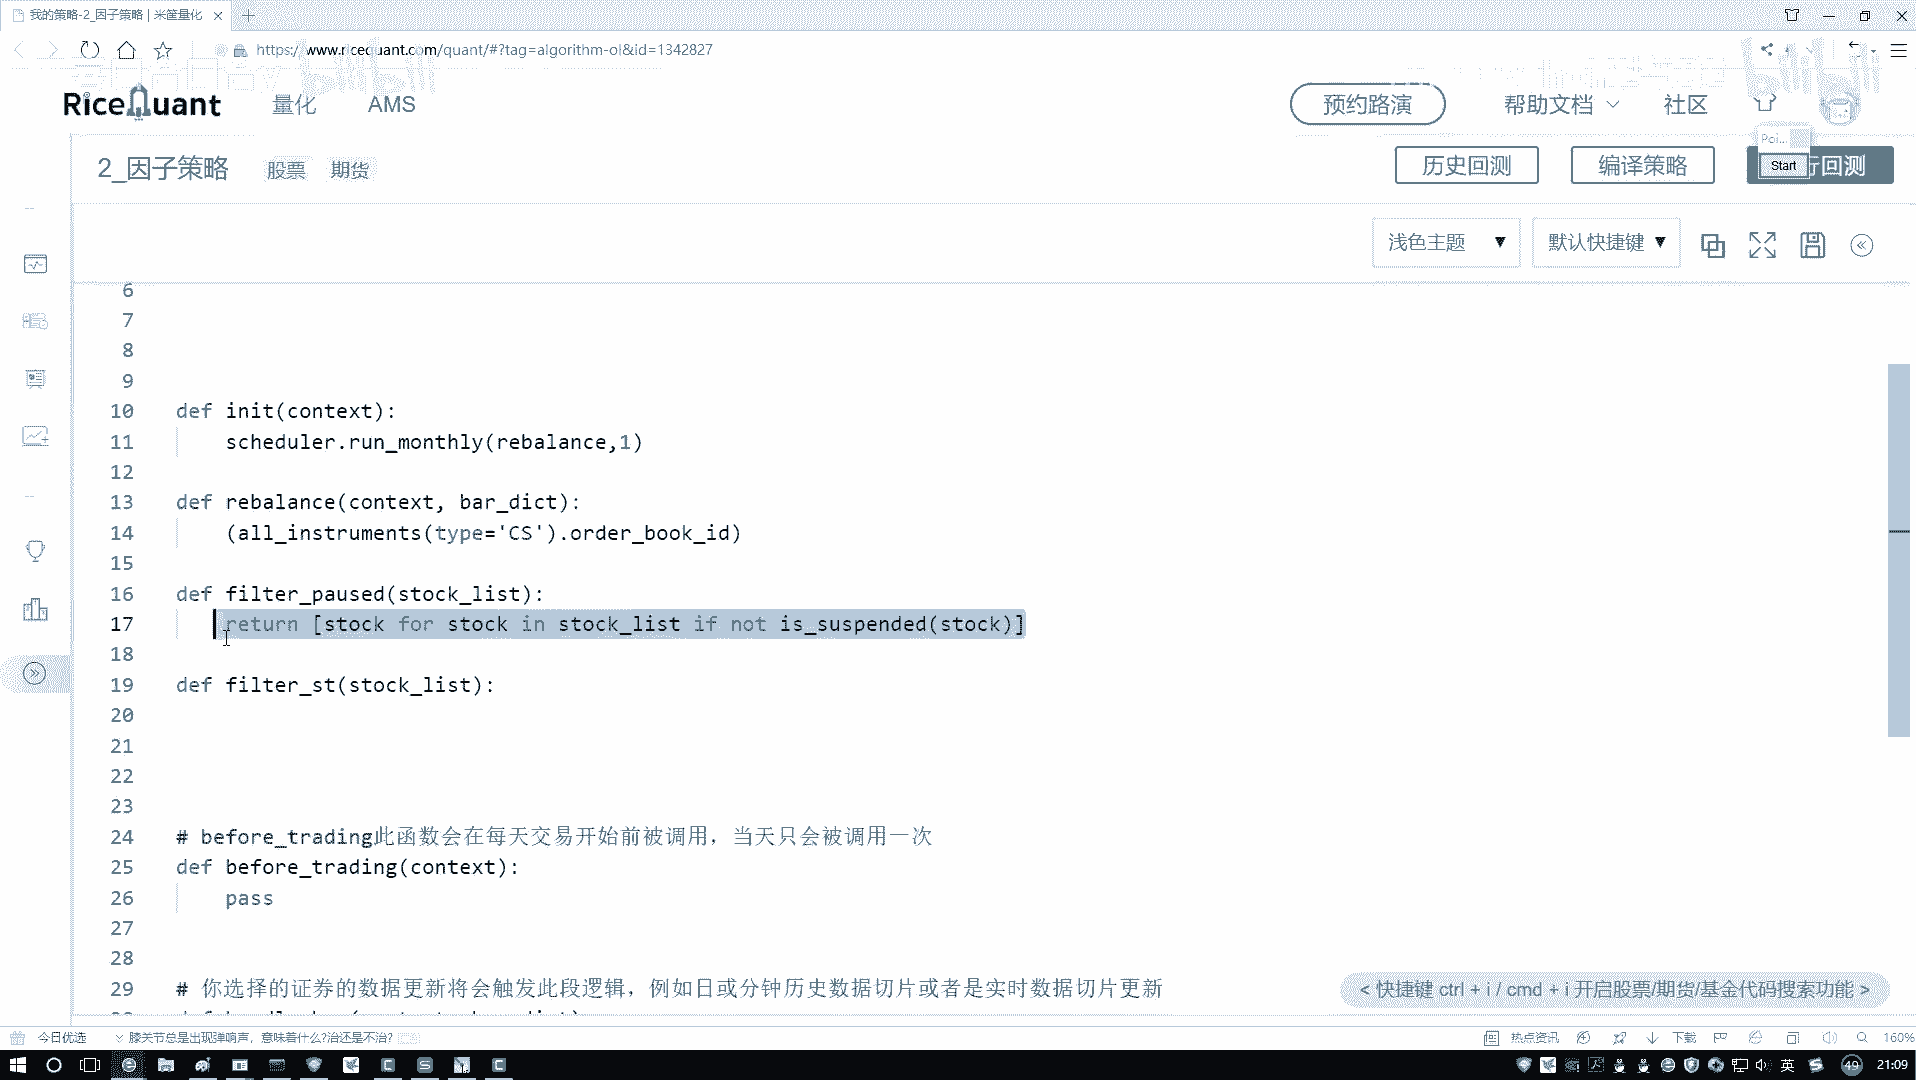 我的策略-2_因子策略 | 米筐量化
https://www.ricequant.com/quant/#?tag=algorithm-ol&id=1342827
RiceQuant 量化 AMS 预约路演 帮助文档 社区
Poi...
2_因子策略 股票 期货 历史回测 编译策略 Start 行回测
浅色主题 默认快捷键
6
7
8
9
10 def init(context):
11 scheduler.run_monthly(rebalance,1)
12
13 def rebalance(context, bar_dict):
14 (all_instruments(type='CS').order_book_id)
15
16 def filter_paused(stock_list):
17 return [stock for stock in stock_list if not is_suspended(stock)]
18
19 def filter_st(stock_list):
20
21
22
23
24 # before_trading此函数会在每天交易开始前被调用，当天只会被调用一次
25 def before_trading(context):
26 pass
27
28
29 # 你选择的证券的数据更新将会触发此段逻辑，例如日或分钟历史数据切片或者是实时数据切片更新
< 快捷键 ctrl + i / cmd + i 开启股票/期货/基金代码搜索功能 >
今日优选 膝关节总是出现弹响声，意味着什么?治还是不治? 热点资讯 下载 160%
英 49 21:09